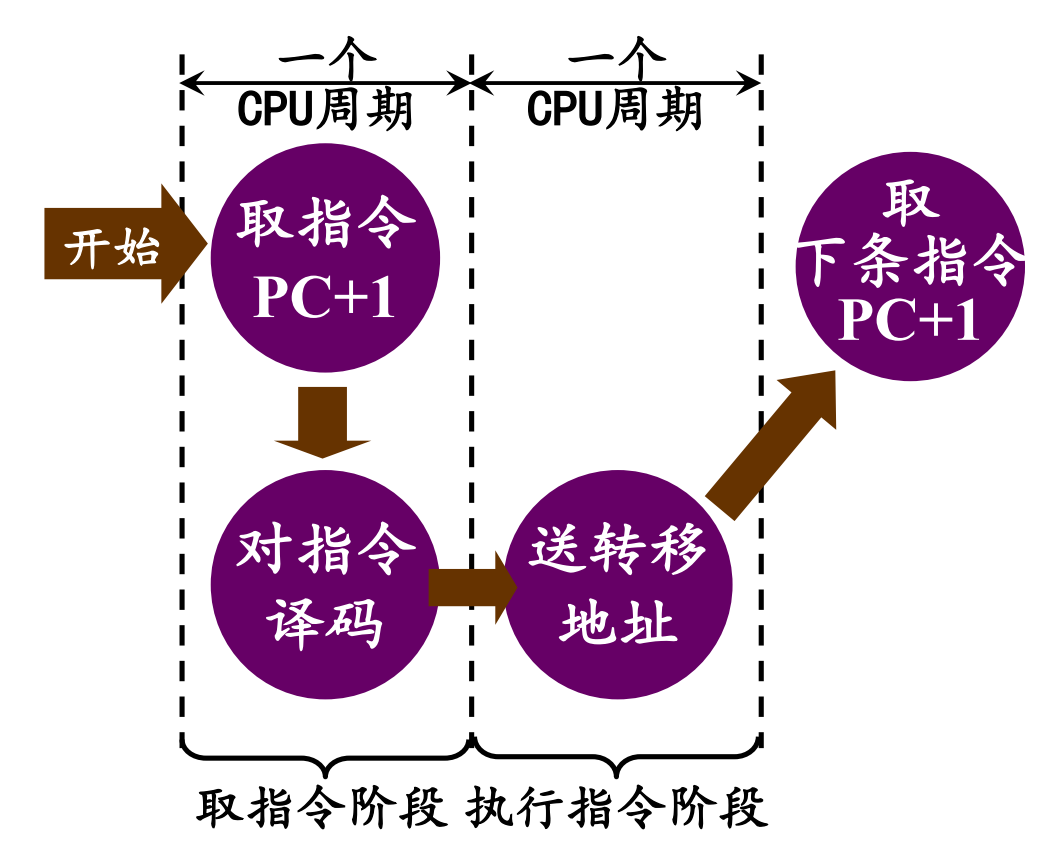 一个
CPU周期
一个
CPU周期
开始
取指令
PC+1
取
下条指令
PC+1
对指令
译码
送转移
地址
取指令阶段
执行指令阶段